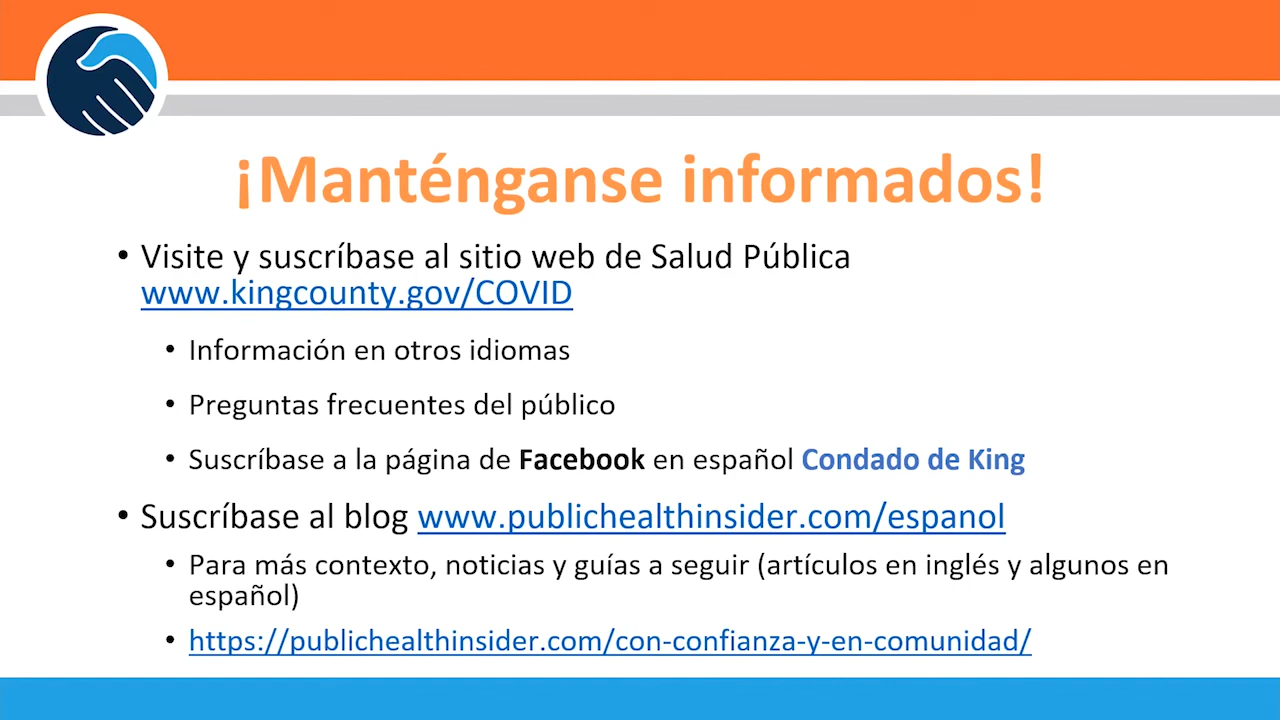 ¡Manténganse informados!
• Visite y suscríbase al sitio web de Salud Pública
www.kingcounty.gov/COVID
• Información en otros idiomas
• Preguntas frecuentes del público
• Suscríbase a la página de Facebook en español Condado de King
• Suscríbase al blog www.publichealthinsider.com/espanol
• Para más contexto, noticias y guías a seguir (artículos en inglés y algunos en
español)
• https://publichealthinsider.com/con-confianza-y-en-comunidad/